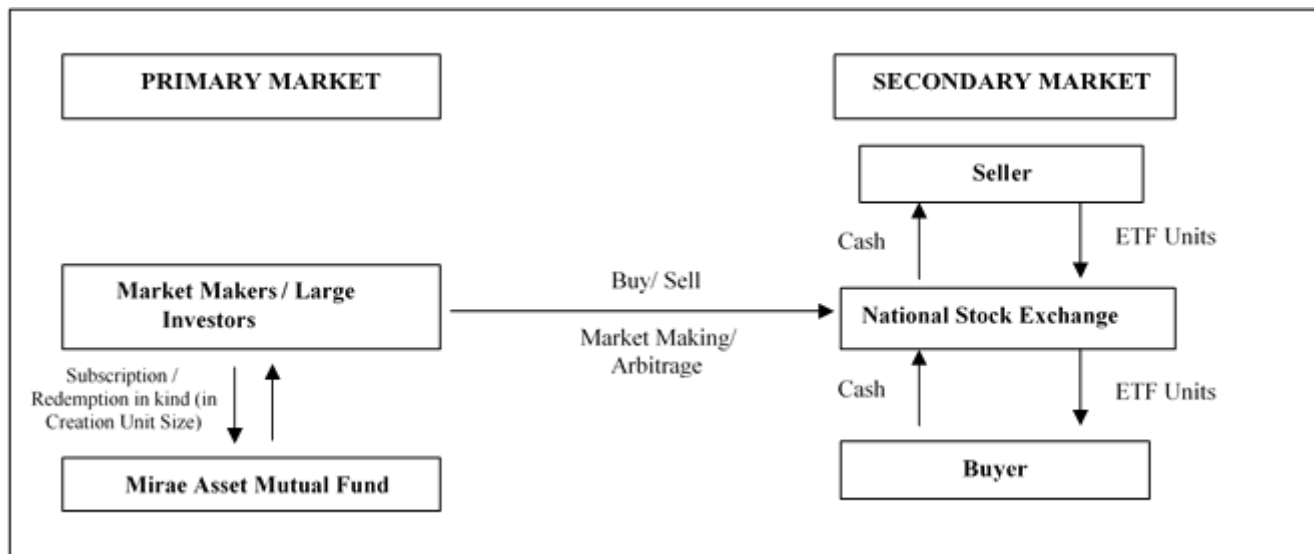 PRIMARY MARKET
SECONDARY MARKET
Seller
Cash
ETF Units
Market Makers / Large
Investors
Buy/ Sell
Market Making/
Arbitrage
National Stock Exchange
Subscription /
Redemption in kind (in
Creation Unit Size)
Cash
ETF Units
Mirae Asset Mutual Fund
Buyer